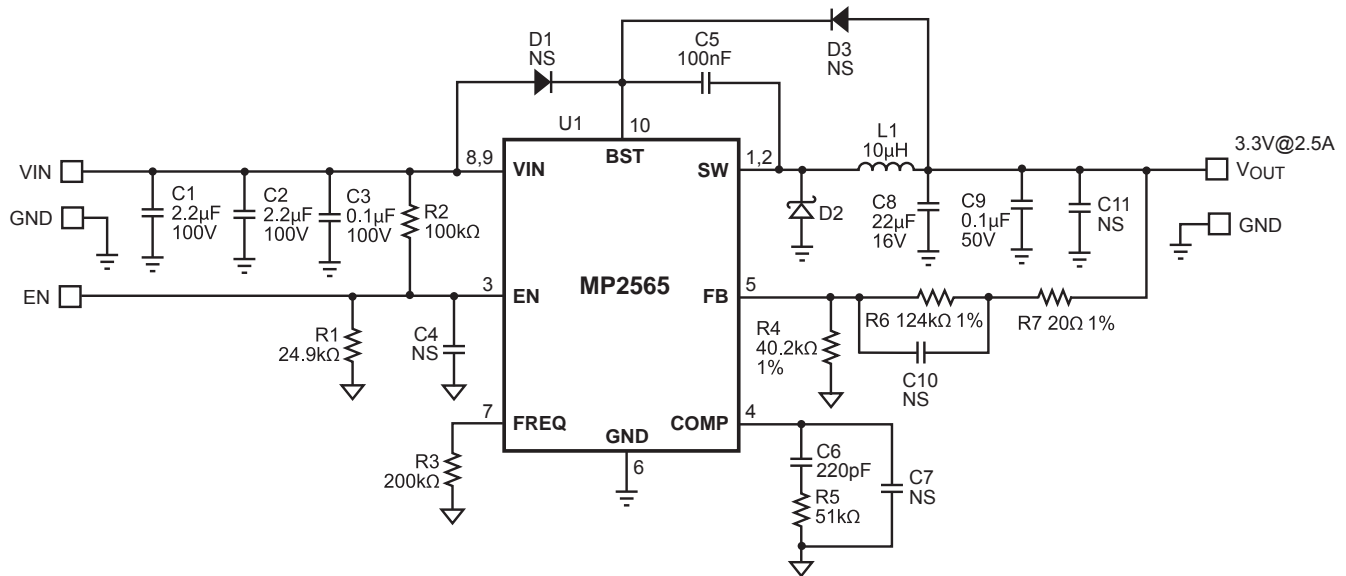 D1
NS
C5
100nF
D3
NS
U1
10
BST
L1
10µH
3.3V@2.5A
VIN
8,9
VIN
SW
1,2
VOUT
GND
C1
2.2µF
100V
C2
2.2µF
100V
C3
0.1µF
100V
R2
100kΩ
D2
C8
22µF
16V
C9
0.1µF
50V
C11
NS
GND
MP2565
EN
3
EN
FB
5
R1
24.9kΩ
C4
NS
R4
40.2kΩ
1%
R6 124kΩ 1%
R7 20Ω 1%
C10
NS
7
FREQ
GND
6
COMP
4
R3
200kΩ
C6
220pF
R5
51kΩ
C7
NS